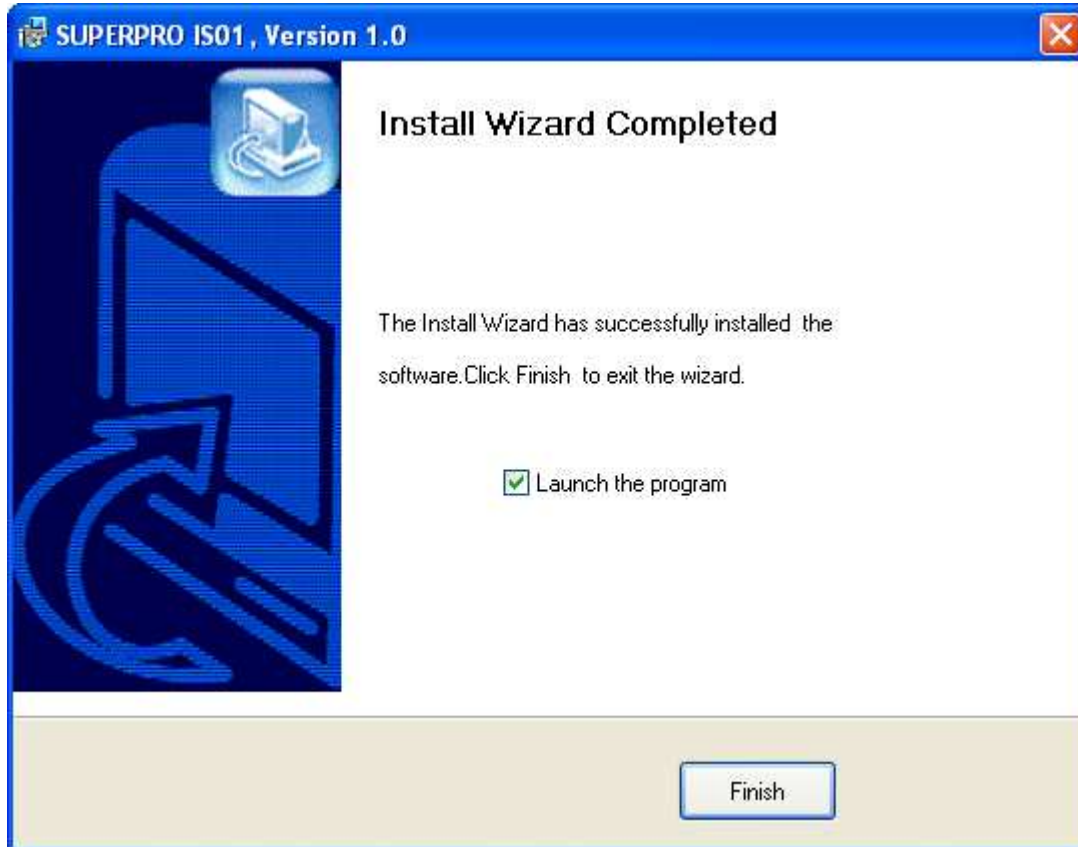 SUPERPRO IS01, Version 1.0
Install Wizard Completed
The Install Wizard has successfully installed  the
software.Click Finish  to exit the wizard.
Launch the program
Finish